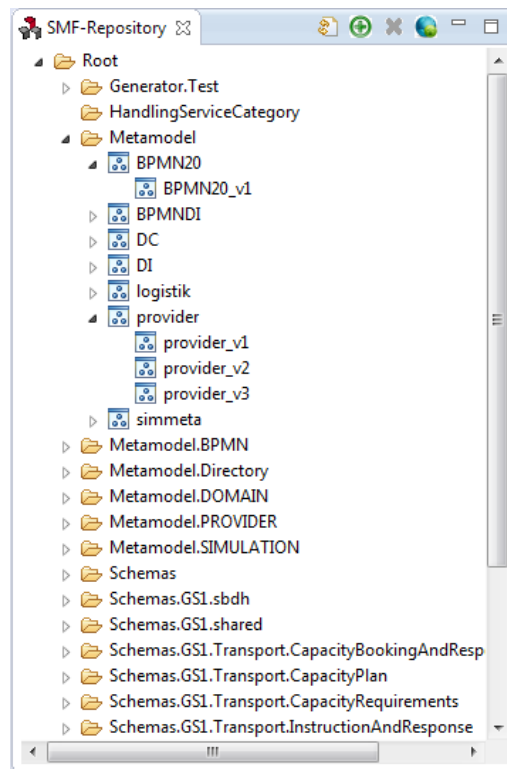 SMF-Repository
Root
Generator.Test
HandlingServiceCategory
Metamodel
BPMN20
BPMN20_v1
BPMNDI
DC
DI
logistik
provider
provider_v1
provider_v2
provider_v3
simmeta
Metamodel.BPMN
Metamodel.Directory
Metamodel.DOMAIN
Metamodel.PROVIDER
Metamodel.SIMULATION
Schemas
Schemas.GS1.sbdh
Schemas.GS1.shared
Schemas.GS1.Transport.CapacityBookingAndResp
Schemas.GS1.Transport.CapacityPlan
Schemas.GS1.Transport.CapacityRequirements
Schemas.GS1.Transport.InstructionAndResponse